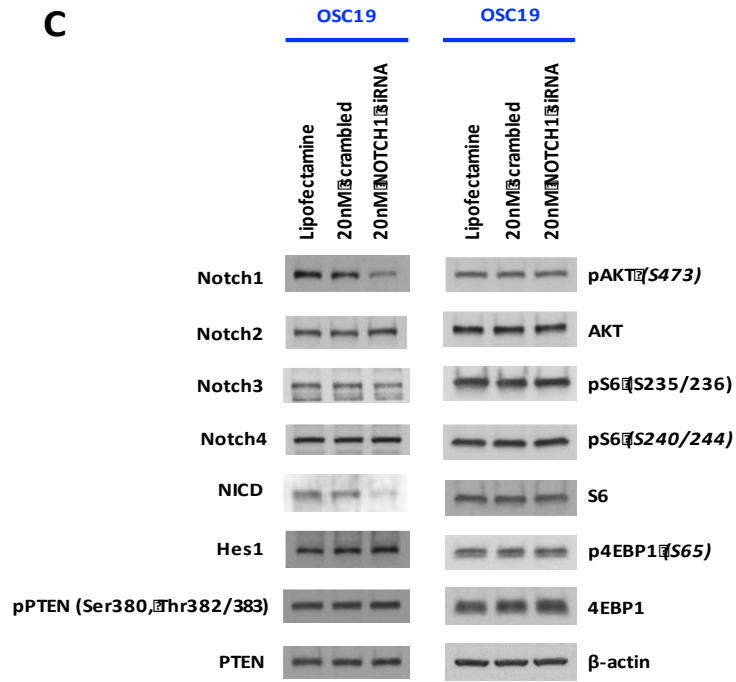 C
OSC19
OSC19
Lipofectamine
20nM scrambled
20nM NOTCH1 siRNA
Lipofectamine
20nM scrambled
20nM NOTCH1 siRNA
Notch1
pAKT (S473)
Notch2
AKT
Notch3
pS6 (S235/236)
Notch4
pS6 (S240/244)
NICD
S6
Hes1
p4EBP1 (S65)
pPTEN (Ser380, Thr382/383)
4EBP1
PTEN
β-actin